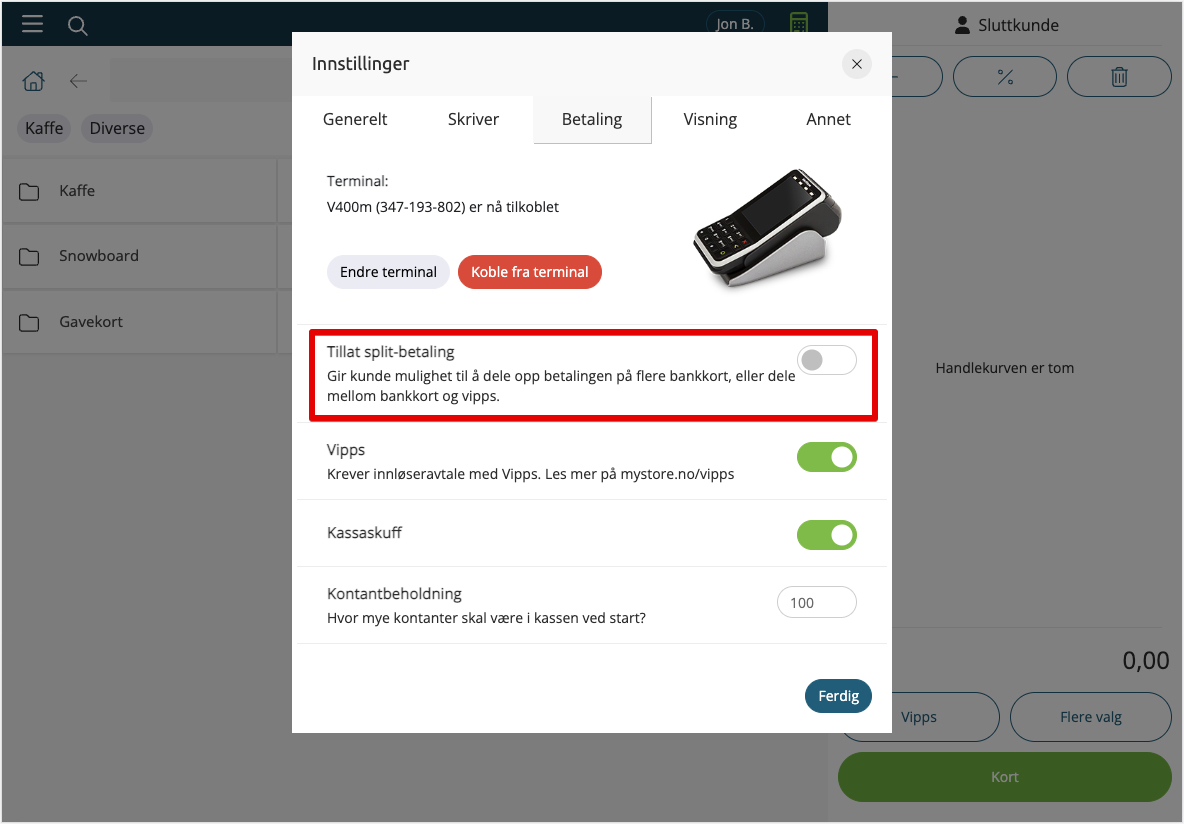 Jon B.
Sluttkunde
Innstillinger
Kaffe
Diverse
Generelt
Skriver
Betaling
Visning
Annet
Kaffe
Snowboard
Gavekort
Terminal:
V400m (347-193-802) er nå tilkoblet
Endre terminal
Koble fra terminal
Tillat split-betaling
Gir kunde mulighet til å dele opp betalingen på flere bankkort, eller dele
mellom bankkort og vipps.
Handlekurven er tom
Vipps
Krever innløseravtale med Vipps. Les mer på mystore.no/vipps
Kassaskuff
Kontantbeholdning
Hvor mye kontanter skal være i kassen ved start?
100
Ferdig
0,00
Vipps
Flere valg
Kort